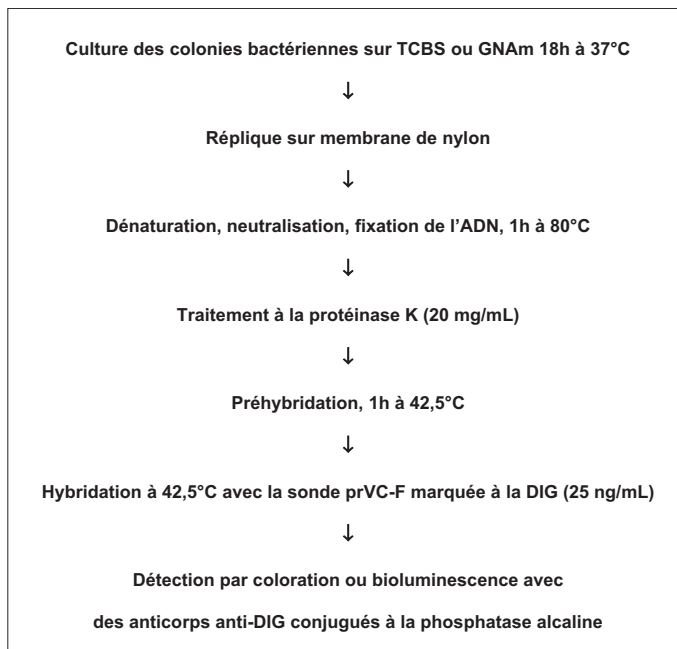 Culture des colonies bactériennes sur TCBS ou GNAm 18h à 37°C
↓
Réplique sur membrane de nylon
↓
Dénaturation, neutralisation, fixation de l’ADN, 1h à 80°C
↓
Traitement à la protéinase K (20 mg/mL)
↓
Préhybridation, 1h à 42,5°C
↓
Hybridation à 42,5°C avec la sonde prVC-F marquée à la DIG (25 ng/mL)
↓
Détection par coloration ou bioluminescence avec
des anticorps anti-DIG conjugués à la phosphatase alcaline